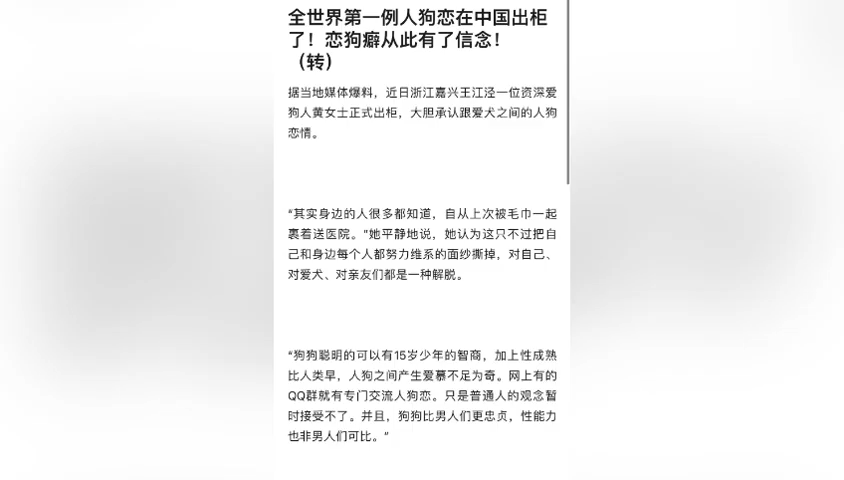 全世界第一例人狗恋在中国出柜
了！恋狗癖从此有了信念！
（转）
据当地媒体爆料，近日浙江嘉兴王江泾一位资深爱
狗人黄女士正式出柜，大胆承认跟爱犬之间的人狗
恋情。
“其实身边的人很多都知道，自从上次被毛巾一起
裹着送医院。”她平静地说，她认为这只不过把自
己和身边每个人都努力维系的面纱撕掉，对自己、
对爱犬、对亲友们都是一种解脱。
“狗狗聪明的可以有15岁少年的智商，加上性成熟
比人类早，人狗之间产生爱慕不足为奇。网上有的
QQ群就有专门交流人狗恋。只是普通人的观念暂
时接受不了。并且，狗狗比男人们更忠贞，性能力
也非男人们可比。”